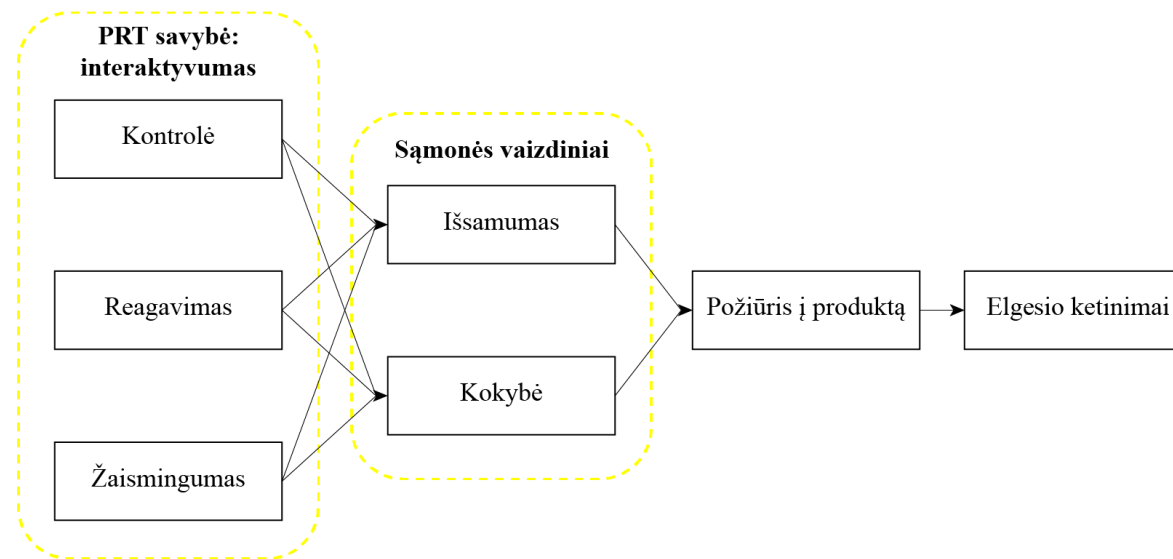 PRT savybė:
interaktyvumas
Kontrolė
Reagavimas
Žaismingumas
Sąmonės vaizdiniai
Išsamumas
Kokybė
Požiūris į produktą
Elgesio ketinimai